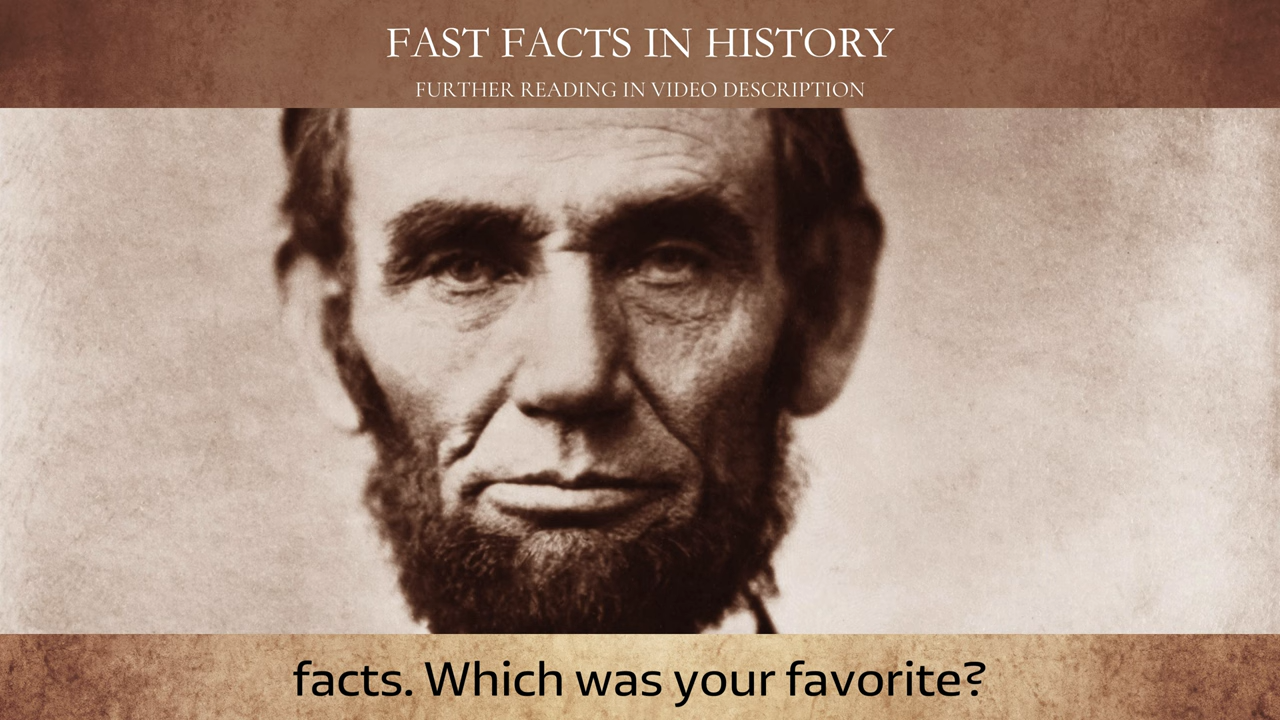 FAST FACTS IN HISTORY
FURTHER READING IN VIDEO DESCRIPTION
facts. Which was your favorite?